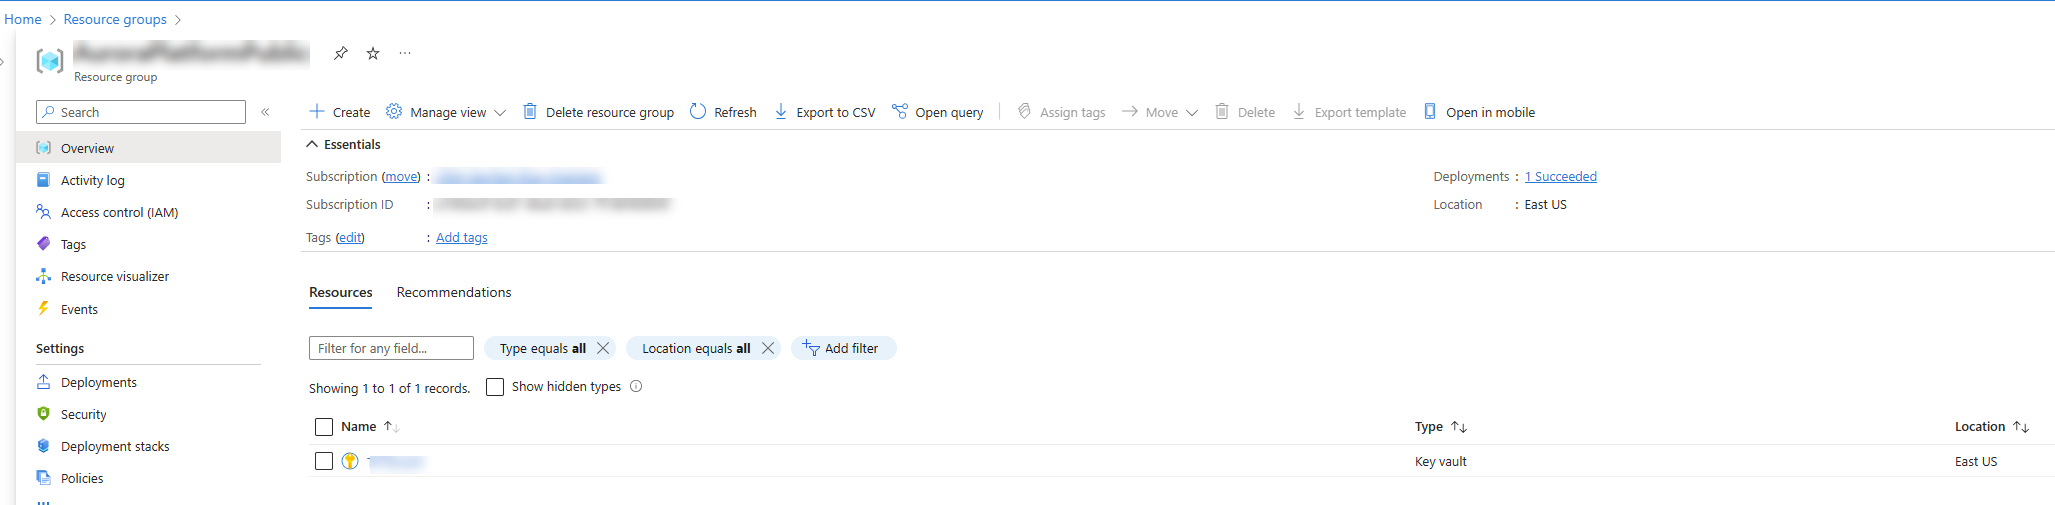 Home > Resource groups >
Resource group
Search
Create Manage view Delete resource group Refresh Export to CSV Open query Assign tags Move Delete Export template Open in mobile
Overview
Essentials
Activity log
Subscription (move) :
Deployments : 1 Succeeded
Access control (IAM)
Subscription ID :
Location : East US
Tags
Tags (edit) : Add tags
Resource visualizer
Events
Resources Recommendations
Settings
Filter for any field... Type equals all Location equals all Add filter
Deployments
Showing 1 to 1 of 1 records. Show hidden types
Security
Name Type Location
Deployment stacks
Key vault East US
Policies